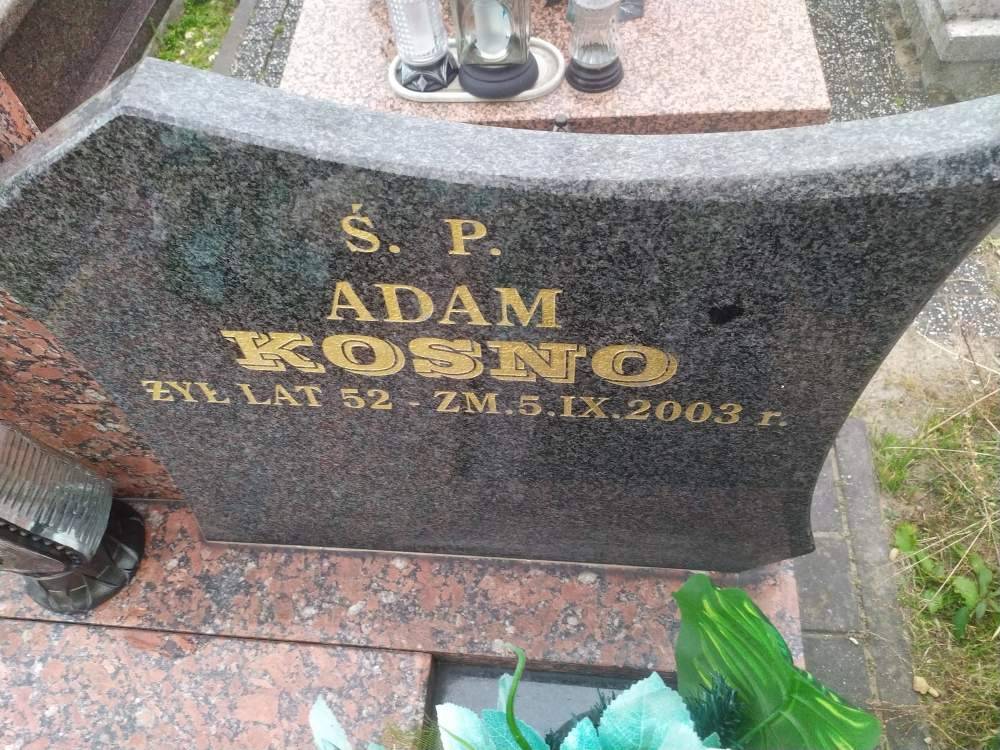 Ś. P.
ADAM
KOSNO
ŻYŁ LAT 52 - ZM.5.IX.2003 r.